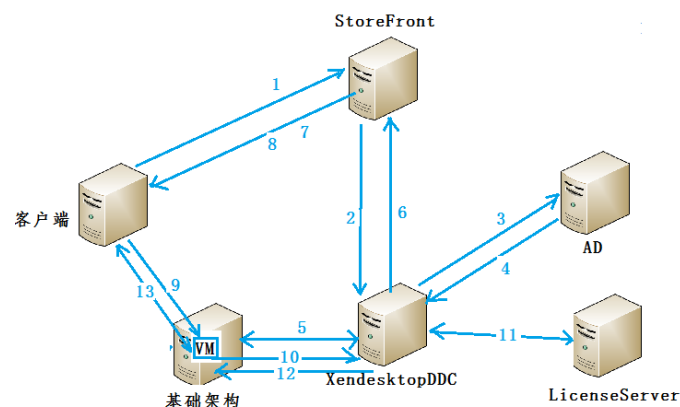 StoreFront
1
7
8
客户端
2
6
3
4
AD
13
9
5
VM
10
11
12
XendesktopDDC
基础架构
LicenseServer